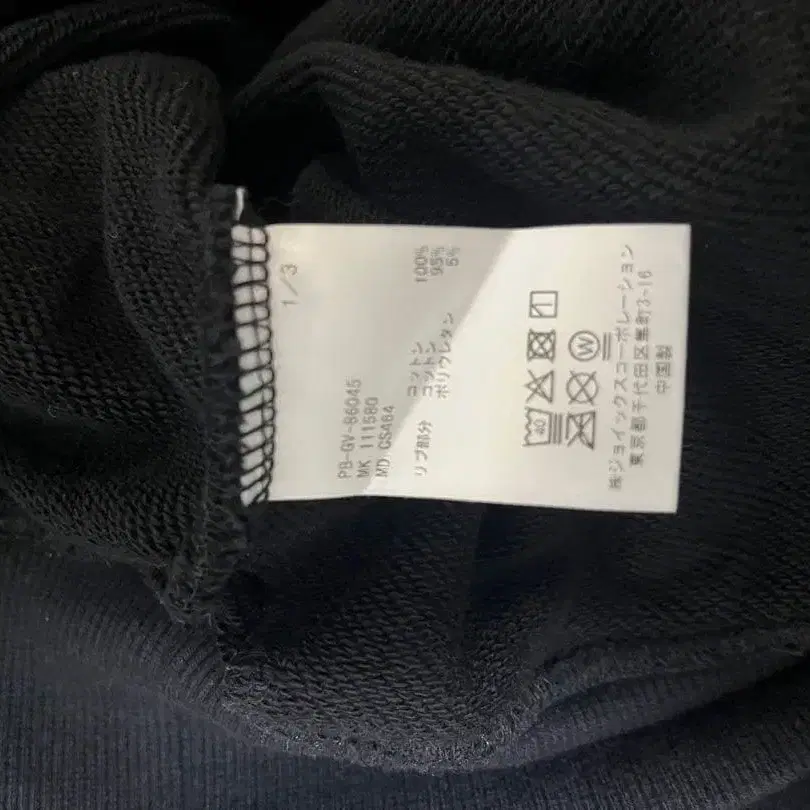 1/3
PB-GV-86045
MK 111580
MD.CSA64
コットン 100%
リブ部分 コットン 95%
ポリウレタン 5%
40
W
㈱ジョイックスコーポレーション
東京都千代田区麹町3-16
中国製